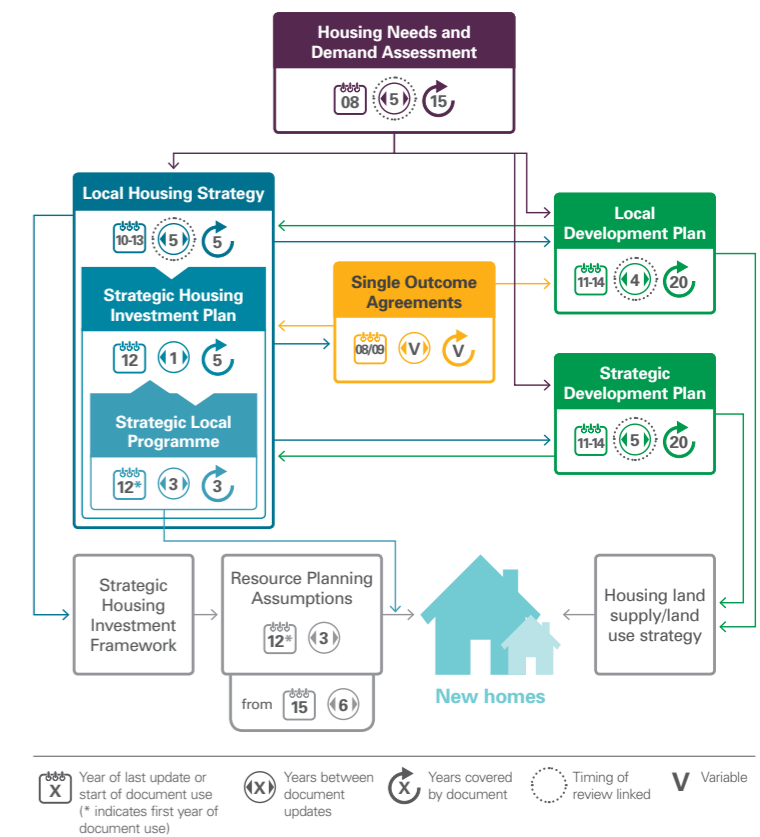 Housing Needs and
Demand Assessment
08 5 15
Local Housing Strategy
10-13 5 5
Strategic Housing
Investment Plan
12 1 5
Strategic Local
Programme
12* 3 3
Single Outcome
Agreements
08/09 V V
Local
Development Plan
11-14 4 20
Strategic
Development Plan
11-14 5 20
Strategic
Housing
Investment
Framework
Resource Planning
Assumptions
12* 3
from 15 6
New homes
Housing land
supply/land
use strategy
X Year of last update or
start of document use
(* indicates first year of
document use)
X Years between
document
updates
X Years covered
by document
Timing of
review linked
V Variable